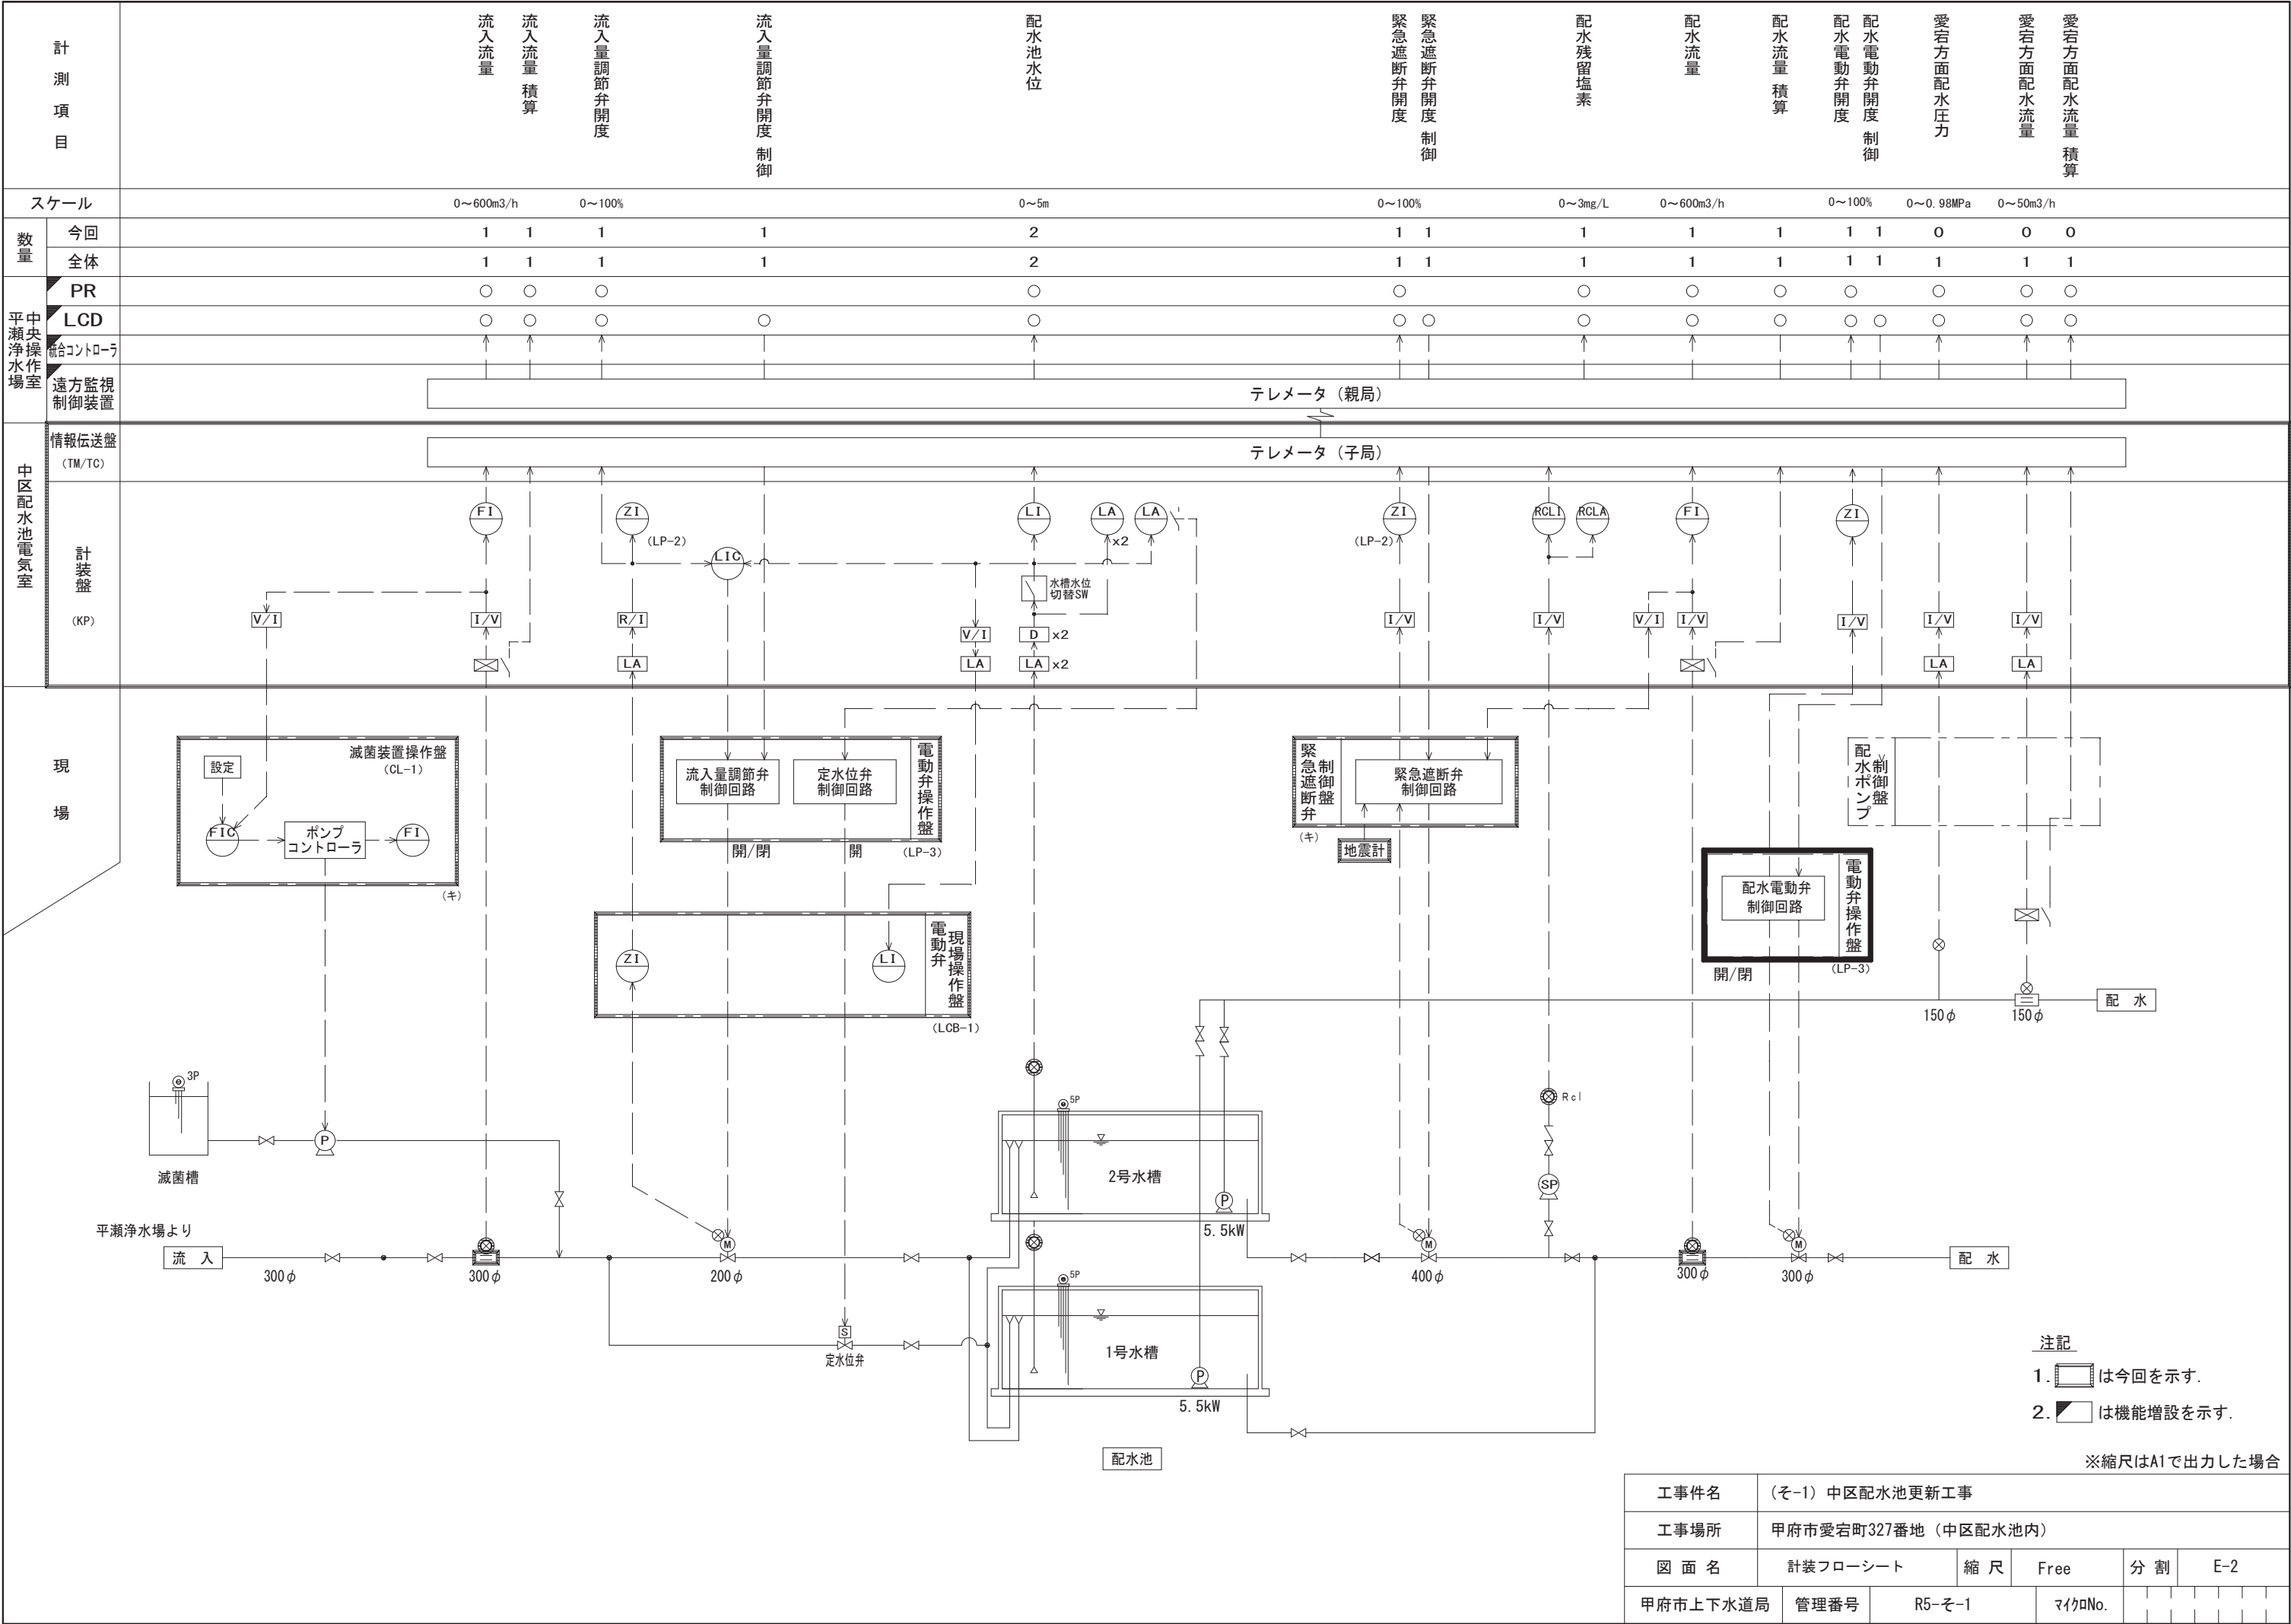 計測項目
流入流量
流入流量 積算
流入量調節弁開度
流入量調節弁開度 制御
配水池水位
緊急遮断弁開度
緊急遮断弁開度 制御
配水残留塩素
配水流量
配水流量 積算
配水電動弁開度
配水電動弁開度 制御
愛宕方面配水圧力
愛宕方面配水流量
愛宕方面配水流量 積算
スケール
0～600m3/h
0～100%
0～5m
0～100%
0～3mg/L
0～600m3/h
0～100%
0～0.98MPa
0～50m3/h
数量
今回
1 1 1 1 2 1 1 1 1 1 1 1 0 0 0
全体
1 1 1 1 2 1 1 1 1 1 1 1 1 1 1
平瀬浄水場
中央操作室
PR
○ ○ ○ ○ ○ ○ ○ ○ ○ ○ ○ ○
LCD
○ ○ ○ ○ ○ ○ ○ ○ ○ ○ ○ ○ ○ ○ ○
統合コントローラ
遠方監視
制御装置
テレメータ（親局）
中区配水池電気室
情報伝送盤
(TM/TC)
テレメータ（子局）
計装盤
(KP)
FI
ZI
(LP-2)
LIC
LI
LA
x2
LA
ZI
(LP-2)
RCLI
RCLA
FI
ZI
水槽水位
切替SW
V/I
I/V
R/I
V/I
D x2
I/V
I/V
V/I
I/V
I/V
I/V
I/V
LA
LA
LA x2
LA
LA
現場
滅菌装置操作盤
(CL-1)
設定
FIC
ポンプ
コントローラ
FI
(キ)
流入量調節弁
制御回路
定水位弁
制御回路
電動弁操作盤
開/閉
開
(LP-3)
ZI
LI
電動弁
現場操作盤
(LCB-1)
緊急遮断弁
制御盤
緊急遮断弁
制御回路
(キ)
地震計
配水ポンプ
制御盤
配水電動弁
制御回路
電動弁操作盤
開/閉
(LP-3)
150φ
150φ
配 水
3P
滅菌槽
P
5P
2号水槽
P
5.5kW
Rcl
SP
平瀬浄水場より
流 入
300φ
300φ
M
200φ
S
定水位弁
5P
1号水槽
P
5.5kW
M
400φ
300φ
M
300φ
配 水
配水池
注記
1. は今回を示す.
2. は機能増設を示す.
※縮尺はA1で出力した場合
工事件名 （そ-1）中区配水池更新工事
工事場所 甲府市愛宕町327番地（中区配水池内）
図面名 計装フローシート 縮尺 Free 分割 E-2
甲府市上下水道局 管理番号 R5-そ-1 マイクロNo.